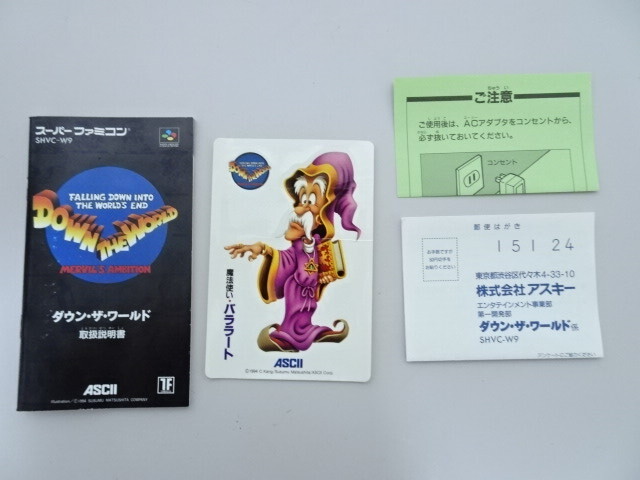 スーパーファミコン
SHVC-W9
FALLING DOWN INTO
THE WORLD'S END
DOWN THE WORLD
MERVIL'S AMBITION
ダウン・ザ・ワールド
取扱説明書
ASCII
1F
魔法使い・バララート
ASCII
ご注意
ご使用後は、ACアダプタをコンセントから、
必ず抜いておいてください。
コンセント
郵便はがき
151 24
東京都渋谷区代々木4-33-10
株式会社 アスキー
エンタテインメント事業部
第一開発部
ダウン・ザ・ワールド係
SHVC-W9